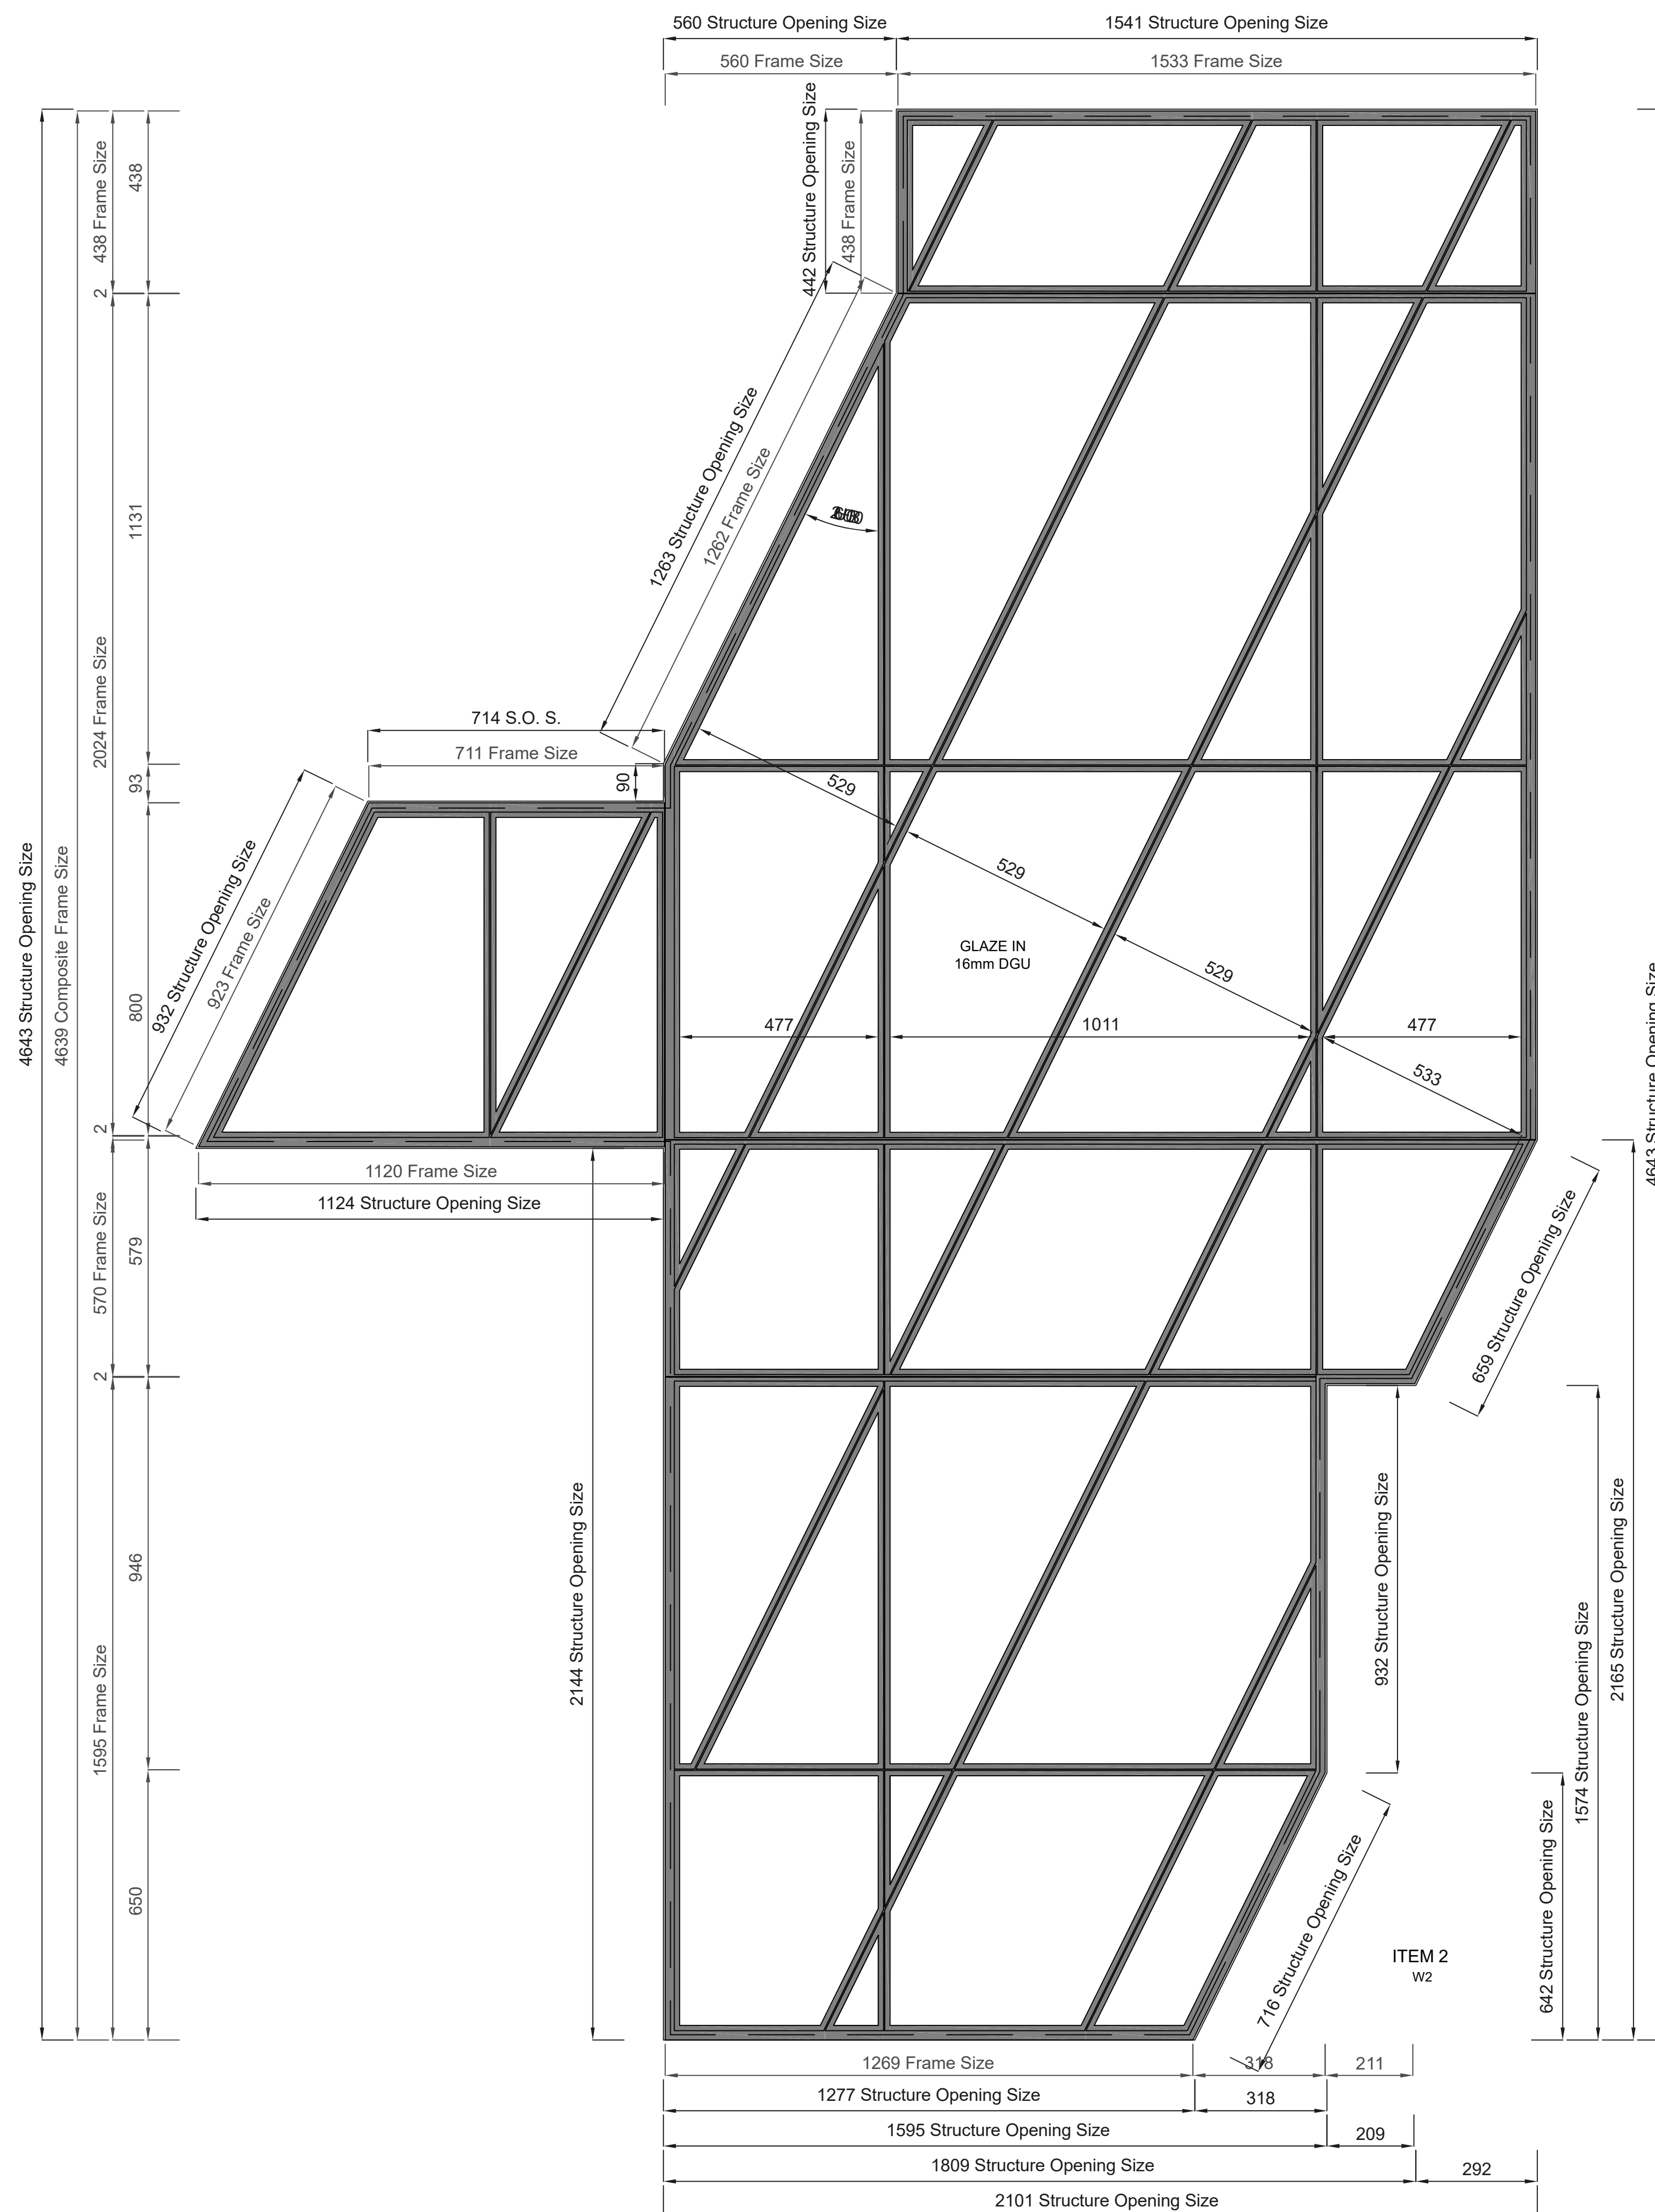 560 Structure Opening Size
1541 Structure Opening Size
560 Frame Size
1533 Frame Size
442 Structure Opening Size
438 Frame Size
438 Frame Size
438
2
1263 Structure Opening Size
1262 Frame Size
1131
2024 Frame Size
714 S.O. S.
711 Frame Size
90
93
529
529
529
533
GLAZE IN
16mm DGU
477
1011
477
4643 Structure Opening Size
4639 Composite Frame Size
932 Structure Opening Size
923 Frame Size
800
2
4643 Structure Opening Size
1120 Frame Size
1124 Structure Opening Size
570 Frame Size
579
2
659 Structure Opening Size
2144 Structure Opening Size
946
1595 Frame Size
932 Structure Opening Size
1574 Structure Opening Size
2165 Structure Opening Size
650
716 Structure Opening Size
642 Structure Opening Size
ITEM 2
W2
1269 Frame Size
318
211
1277 Structure Opening Size
318
1595 Structure Opening Size
209
1809 Structure Opening Size
292
2101 Structure Opening Size